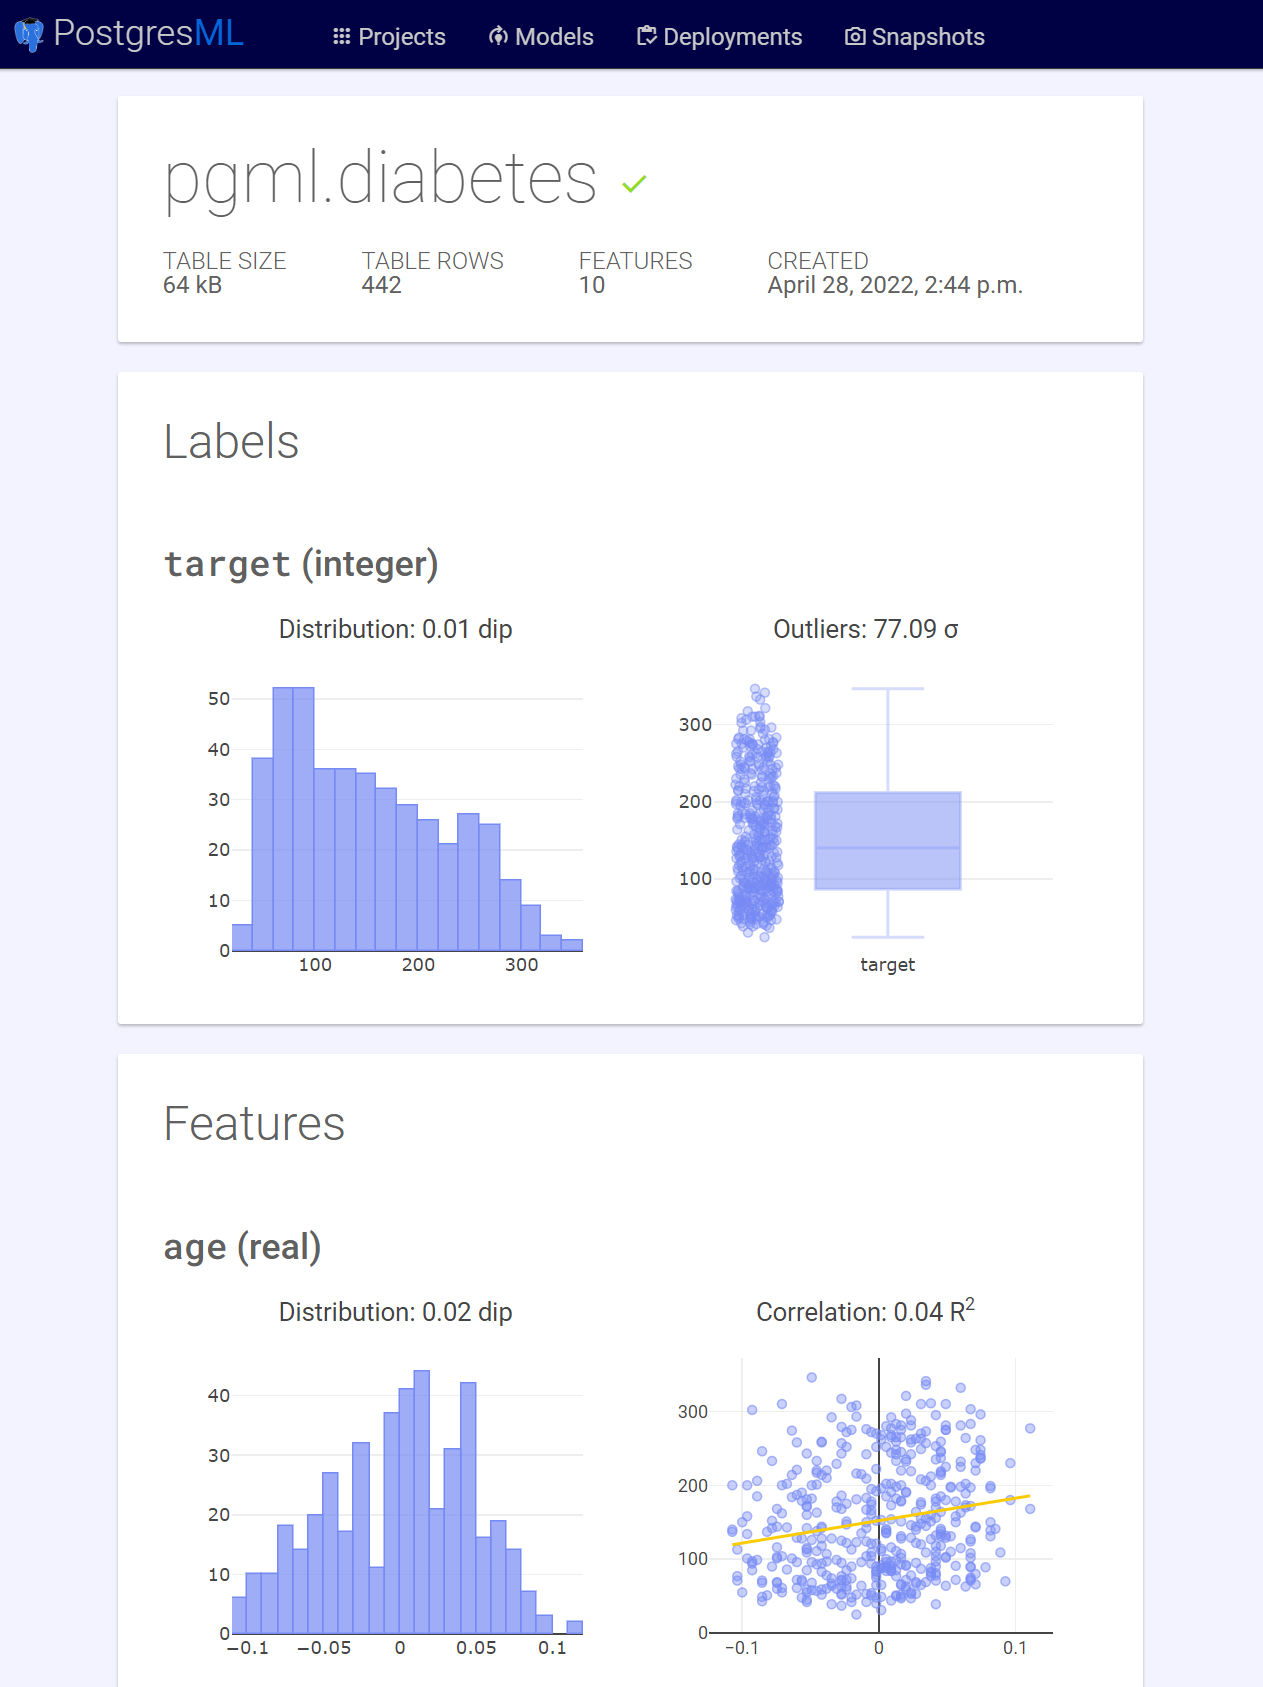 PostgresML Projects Models Deployments Snapshots
pgml.diabetes
TABLE SIZE TABLE ROWS FEATURES CREATED
64 kB 442 10 April 28, 2022, 2:44 p.m.
Labels
target (integer)
Distribution: 0.01 dip
50
40
30
20
10
0
100 200 300
Outliers: 77.09 σ
300
200
100
target
Features
age (real)
Distribution: 0.02 dip
40
30
20
10
0
−0.1 −0.05 0 0.05 0.1
Correlation: 0.04 R²
300
200
100
0
−0.1 0 0.1